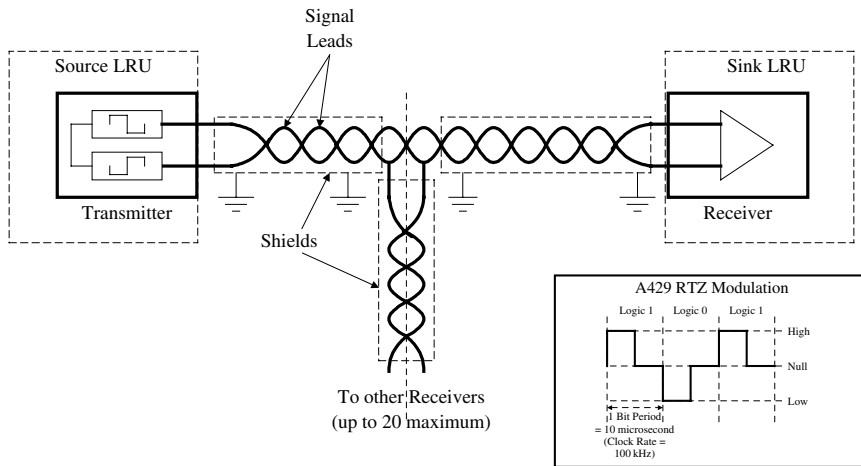 Signal
Leads
Source LRU
Sink LRU
Transmitter
Receiver
Shields
To other Receivers
(up to 20 maximum)
A429 RTZ Modulation
Logic 1 Logic 0 Logic 1
High
Null
Low
1 Bit Period
= 10 microsecond
(Clock Rate =
100 kHz)